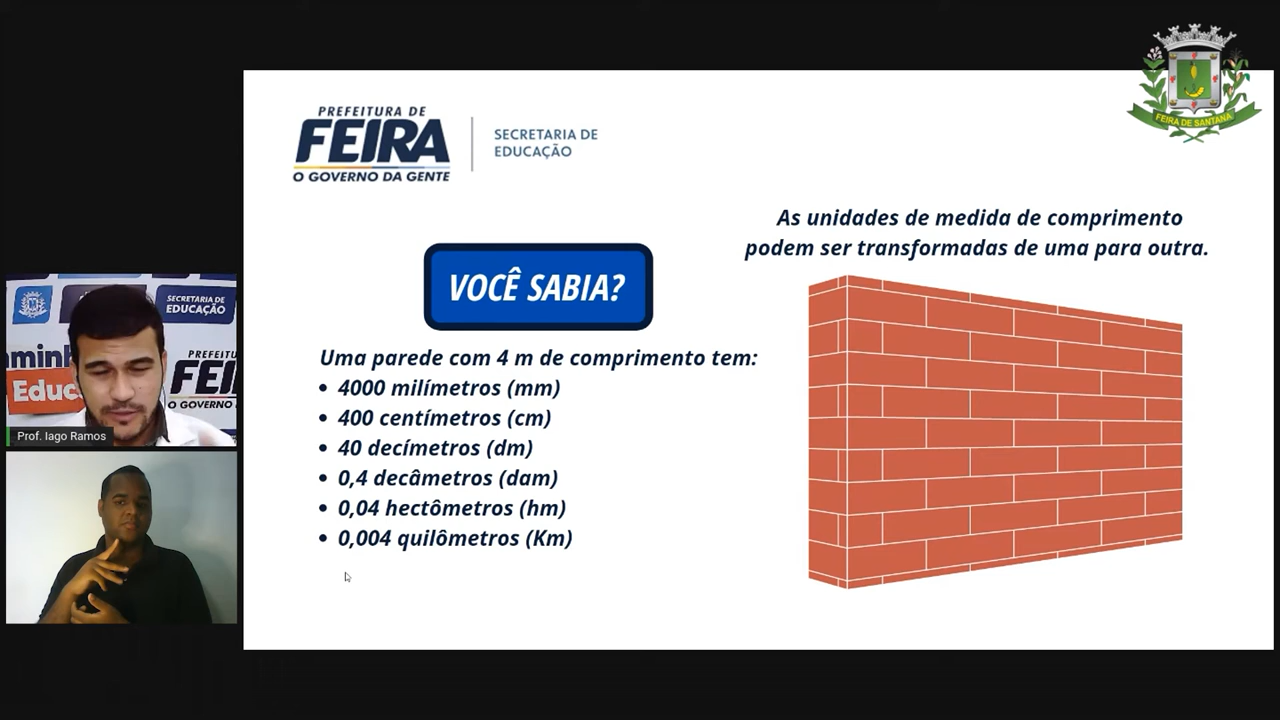 FEIRA DE SANTANA
PREFEITURA DE
FEIRA
O GOVERNO DA GENTE
SECRETARIA DE
EDUCAÇÃO
As unidades de medida de comprimento
podem ser transformadas de uma para outra.
VOCÊ SABIA?
Uma parede com 4 m de comprimento tem:
• 4000 milímetros (mm)
• 400 centímetros (cm)
• 40 decímetros (dm)
• 0,4 decâmetros (dam)
• 0,04 hectômetros (hm)
• 0,004 quilômetros (Km)
SECRETARIA DE
EDUCAÇÃO
aminh
Educ
PREFEITU
FEIR
O GOVERNO
Prof. Iago Ramos